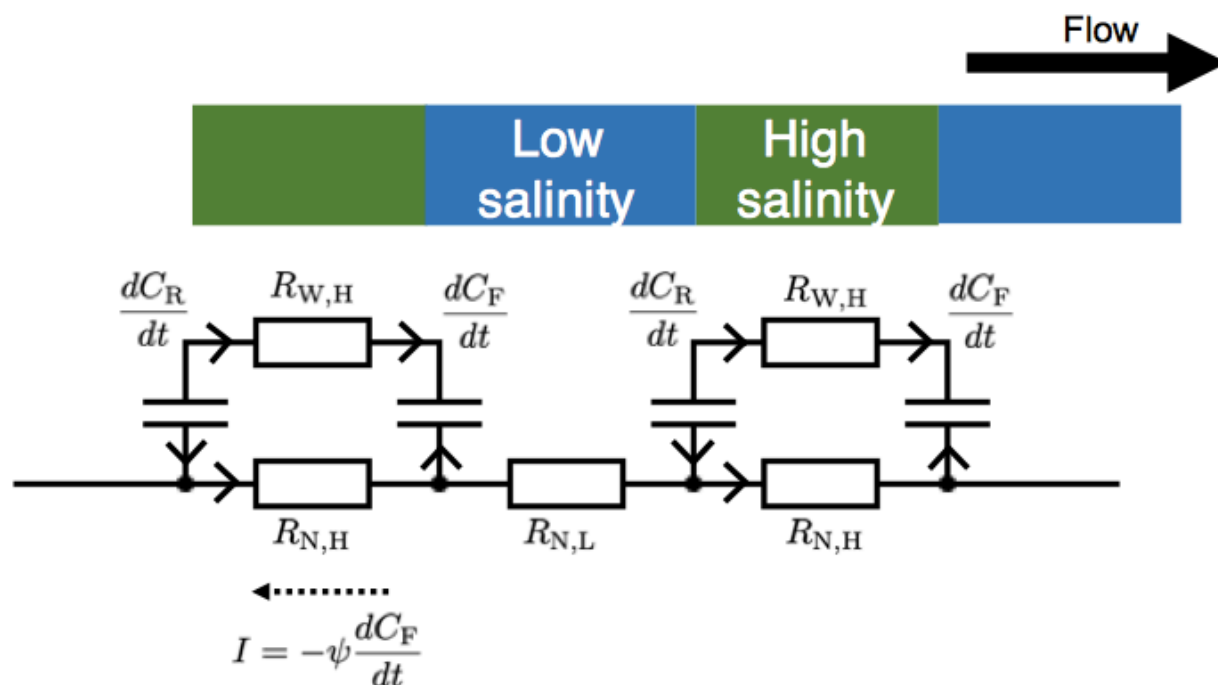 Flow
Low salinity
High salinity
dC_R/dt
R_W,H
dC_F/dt
dC_R/dt
R_W,H
dC_F/dt
R_N,H
R_N,L
R_N,H
I = −ψ dC_F/dt